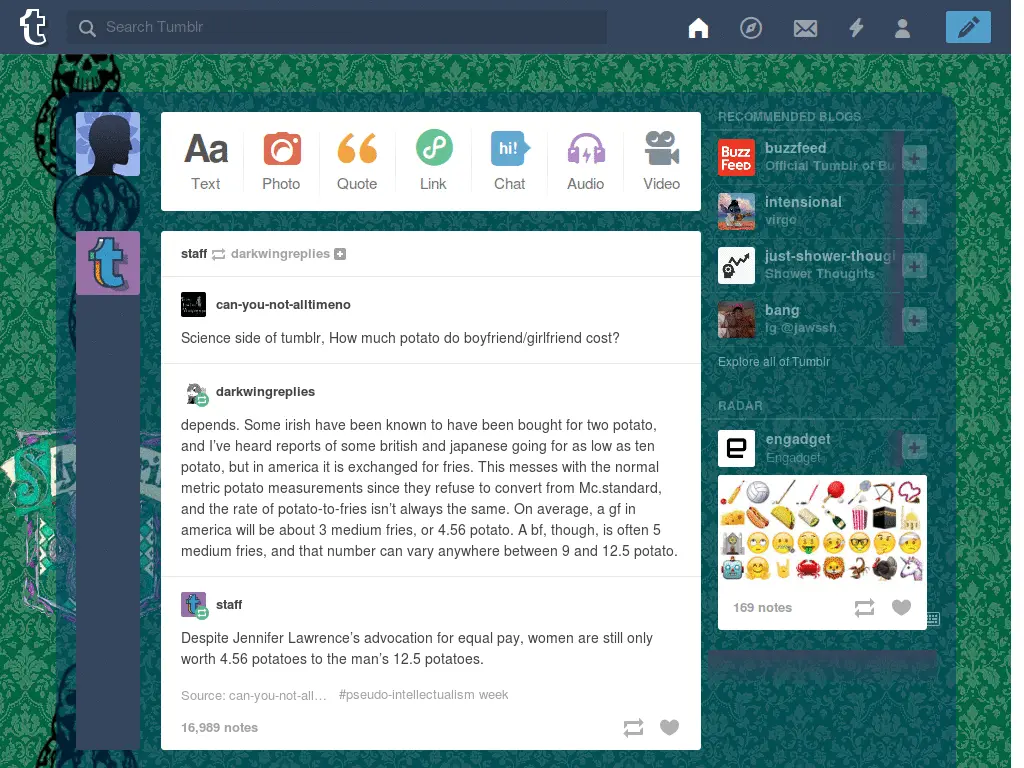 Search Tumblr
Aa
Text
Photo
Quote
Link
hi!
Chat
Audio
Video
staff darkwingreplies
can-you-not-alltimeno
Science side of tumblr, How much potato do boyfriend/girlfriend cost?
darkwingreplies
depends. Some irish have been known to have been bought for two potato,
and I’ve heard reports of some british and japanese going for as low as ten
potato, but in america it is exchanged for fries. This messes with the normal
metric potato measurements since they refuse to convert from Mc.standard,
and the rate of potato-to-fries isn’t always the same. On average, a gf in
america will be about 3 medium fries, or 4.56 potato. A bf, though, is often 5
medium fries, and that number can vary anywhere between 9 and 12.5 potato.
staff
Despite Jennifer Lawrence’s advocation for equal pay, women are still only
worth 4.56 potatoes to the man’s 12.5 potatoes.
Source: can-you-not-all… #pseudo-intellectualism week
16,989 notes
RECOMMENDED BLOGS
Buzz
Feed
buzzfeed
Official Tumblr of Bu
intensional
virgo
just-shower-thoug
Shower Thoughts
bang
Ig @jawssh
Explore all of Tumblr
RADAR
engadget
Engadget
169 notes